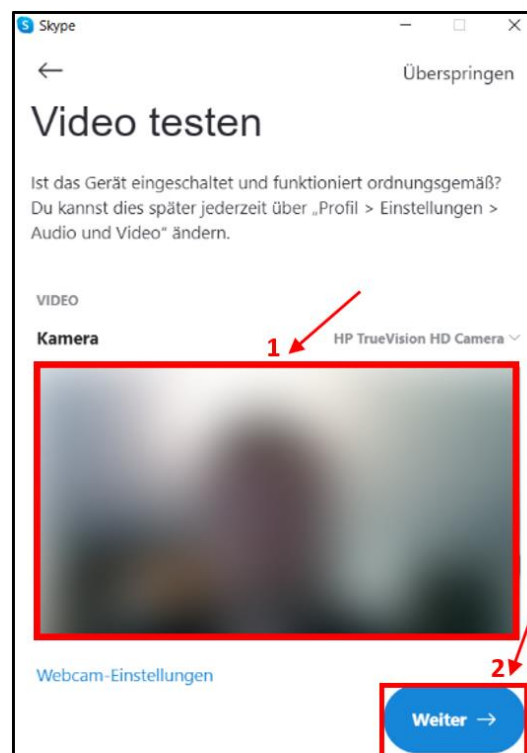 Skype
Überspringen
Video testen
Ist das Gerät eingeschaltet und funktioniert ordnungsgemäß?
Du kannst dies später jederzeit über „Profil > Einstellungen >
Audio und Video“ ändern.
VIDEO
Kamera
HP TrueVision HD Camera
1
Webcam-Einstellungen
2
Weiter →